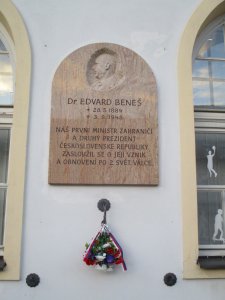 Dr. EDVARD BENEŠ
* 28.5.1884
+ 3.9.1948
NÁŠ PRVNÍ MINISTR ZAHRANIČÍ
A DRUHÝ PREZIDENT
ČESKOSLOVENSKÉ REPUBLIKY
ZASLOUŽIL SE O JEJÍ VZNIK
A OBNOVENÍ PO 2. SVĚT. VÁLCE.